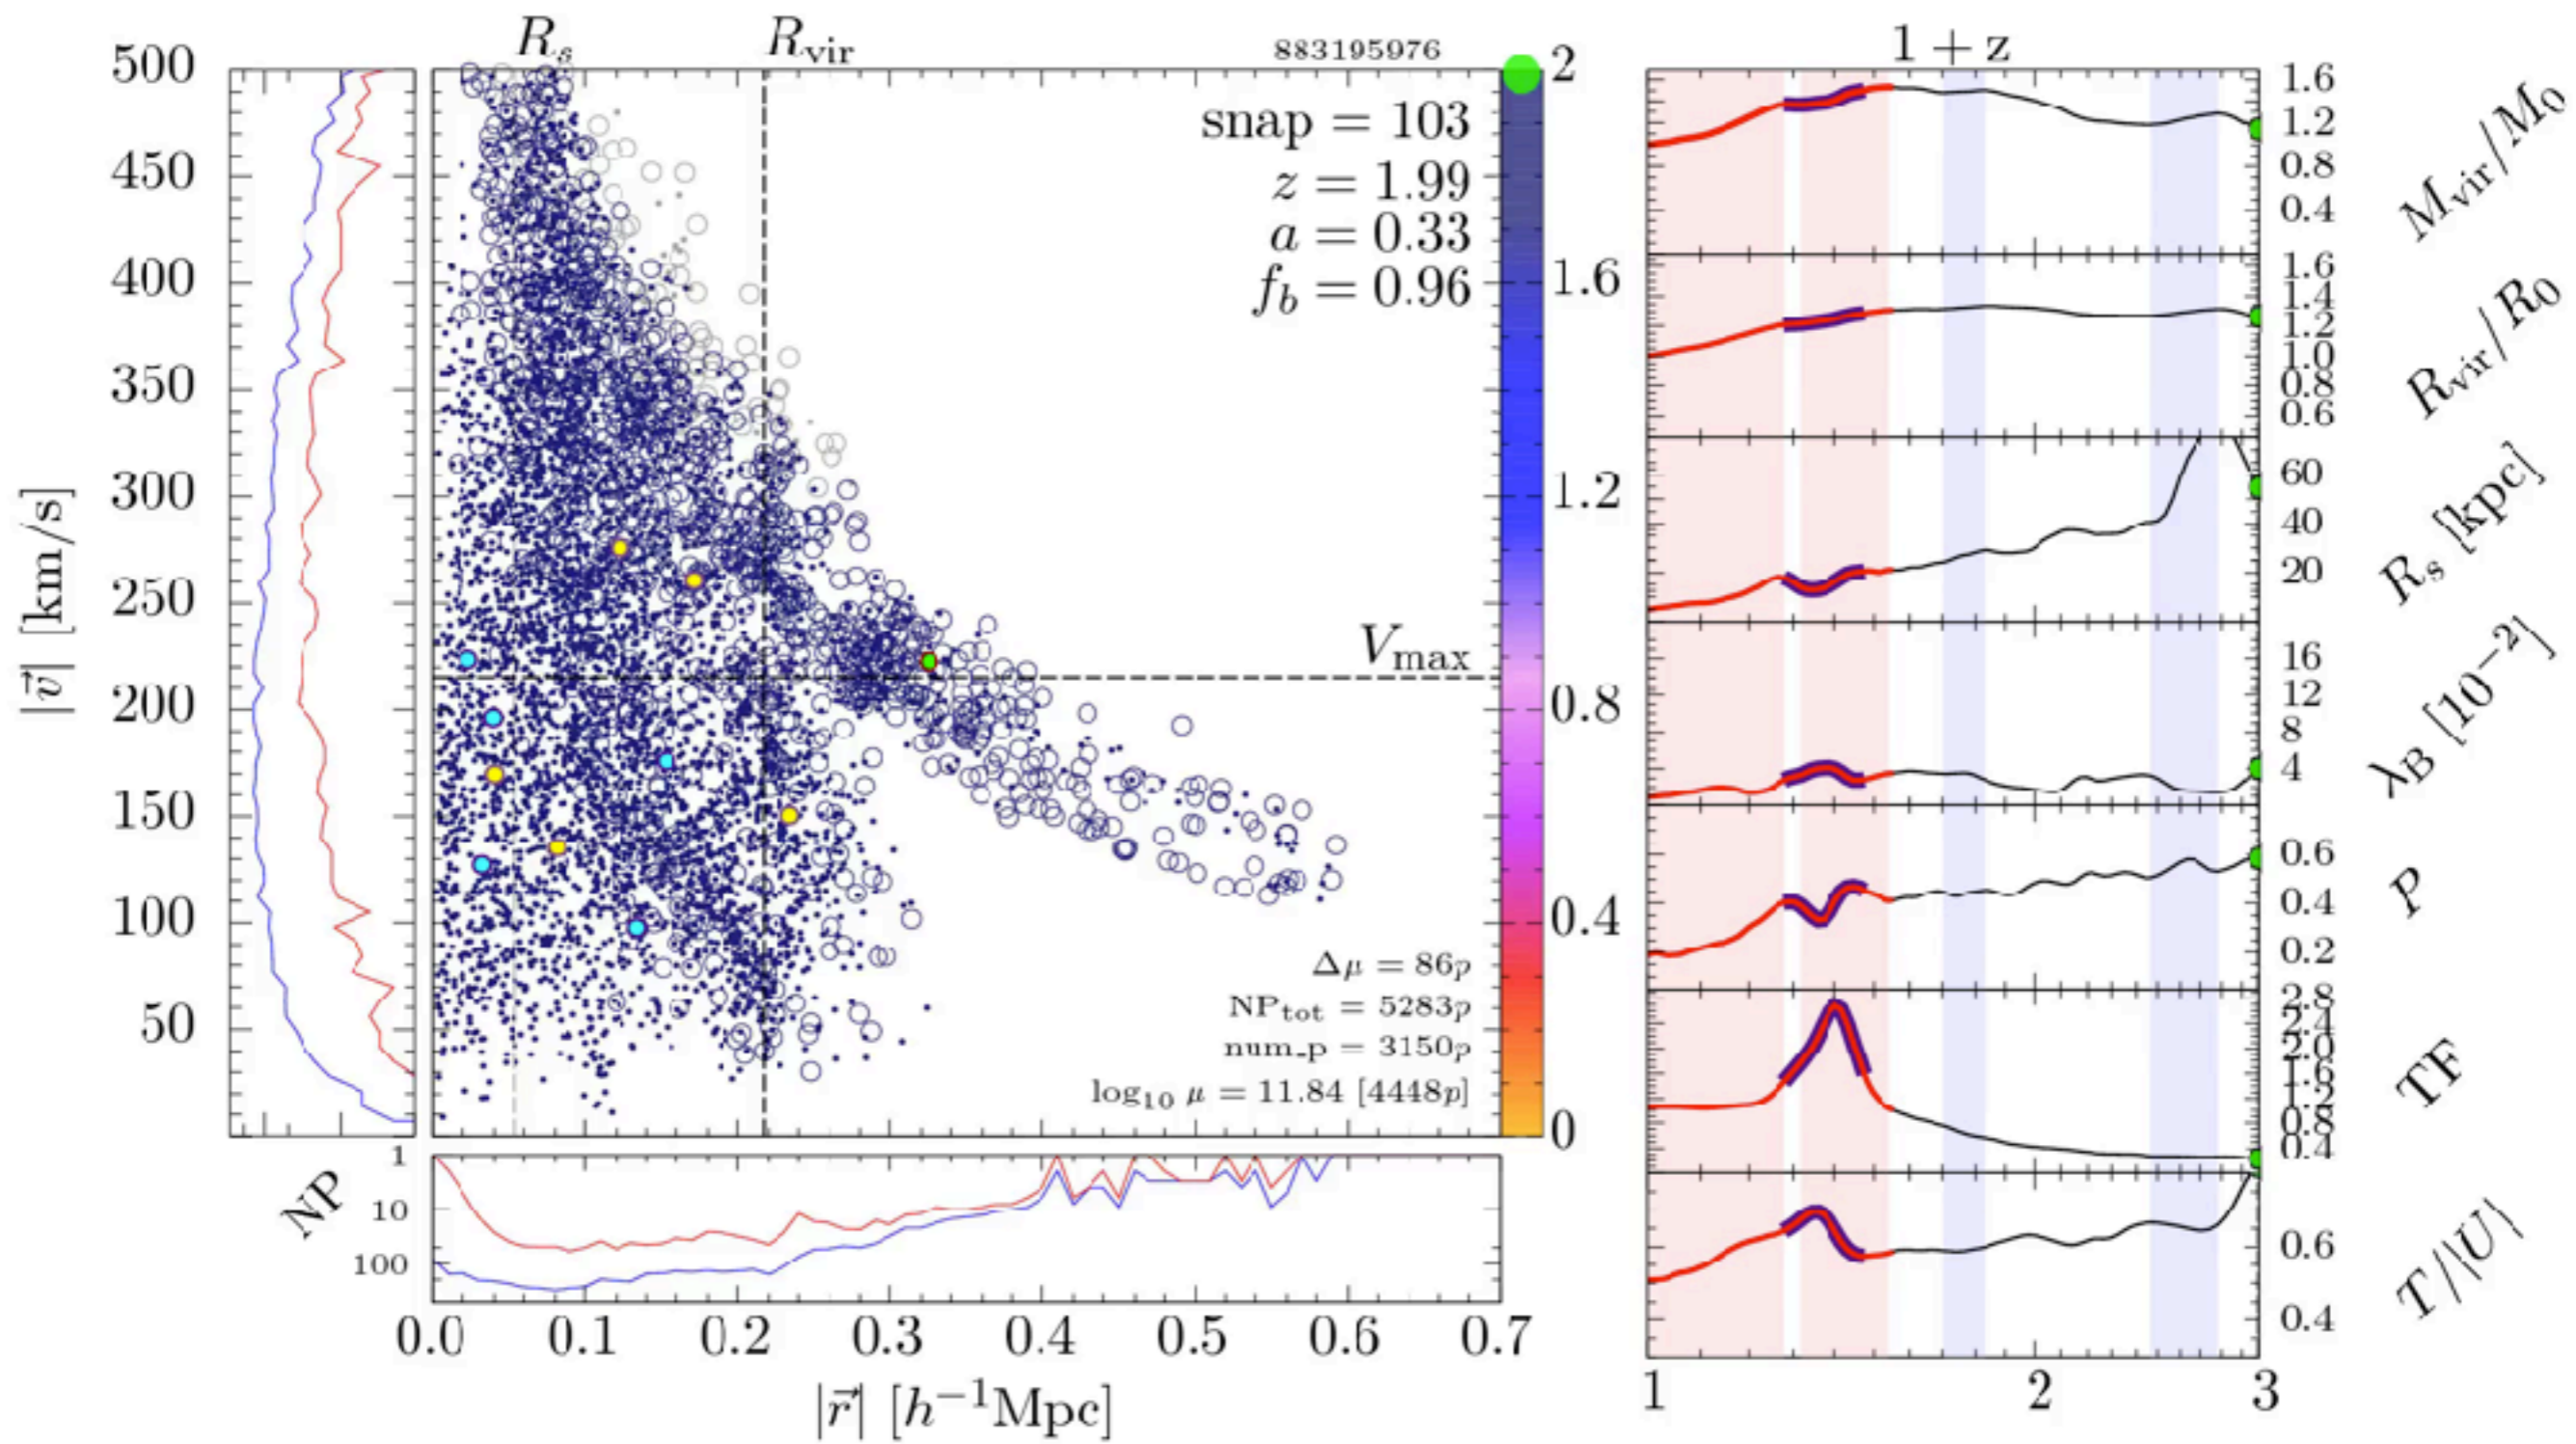 R_s
R_vir
883195976
1 + z
500
450
400
350
300
250
200
150
100
50
|v⃗| [km/s]
snap = 103
z = 1.99
a = 0.33
f_b = 0.96
V_max
Δμ = 86p
NP_tot = 5283p
num_p = 3150p
log₁₀ μ = 11.84 [4448p]
2
1.6
1.2
0.8
0.4
0
NP
1
10
100
0.0 0.1 0.2 0.3 0.4 0.5 0.6 0.7
|r⃗| [h⁻¹Mpc]
1.6
1.2
0.8
0.4
M_vir/M_0
1.6
1.4
1.2
1.0
0.8
0.6
R_vir/R_0
60
40
20
R_s [kpc]
16
12
8
4
λ_B [10⁻²]
0.6
0.4
0.2
P
2.8
2.4
2.0
1.6
1.2
0.8
0.4
TF
0.6
0.4
T/|U|
1 2 3